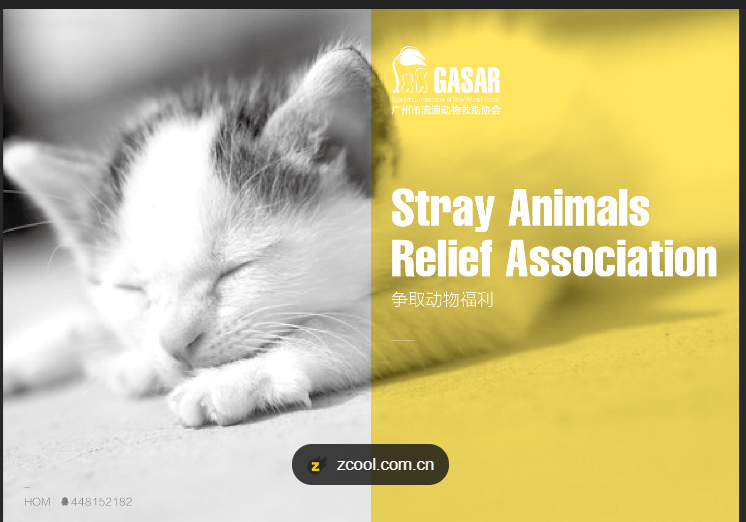 GASAR
广州市流浪动物救助协会
Stray Animals
Relief Association
争取动物福利
zcool.com.cn
HOM 448152182